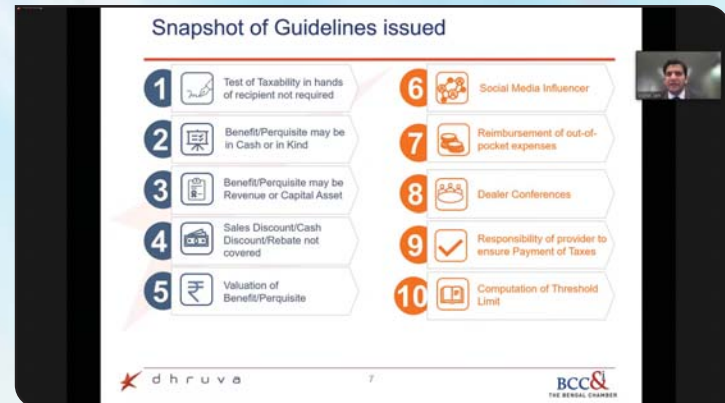 Snapshot of Guidelines issued
1
Test of Taxability in hands
of recipient not required
2
Benefit/Perquisite may be
in Cash or in Kind
3
Benefit/Perquisite may be
Revenue or Capital Asset
4
Sales Discount/Cash
Discount/Rebate not
covered
5
₹
Valuation of
Benefit/Perquisite
6
Social Media Influencer
7
Reimbursement of out-of-
pocket expenses
8
Dealer Conferences
9
Responsibility of provider to
ensure Payment of Taxes
10
Computation of Threshold
Limit
dhruva
7
BCC&i
THE BENGAL CHAMBER